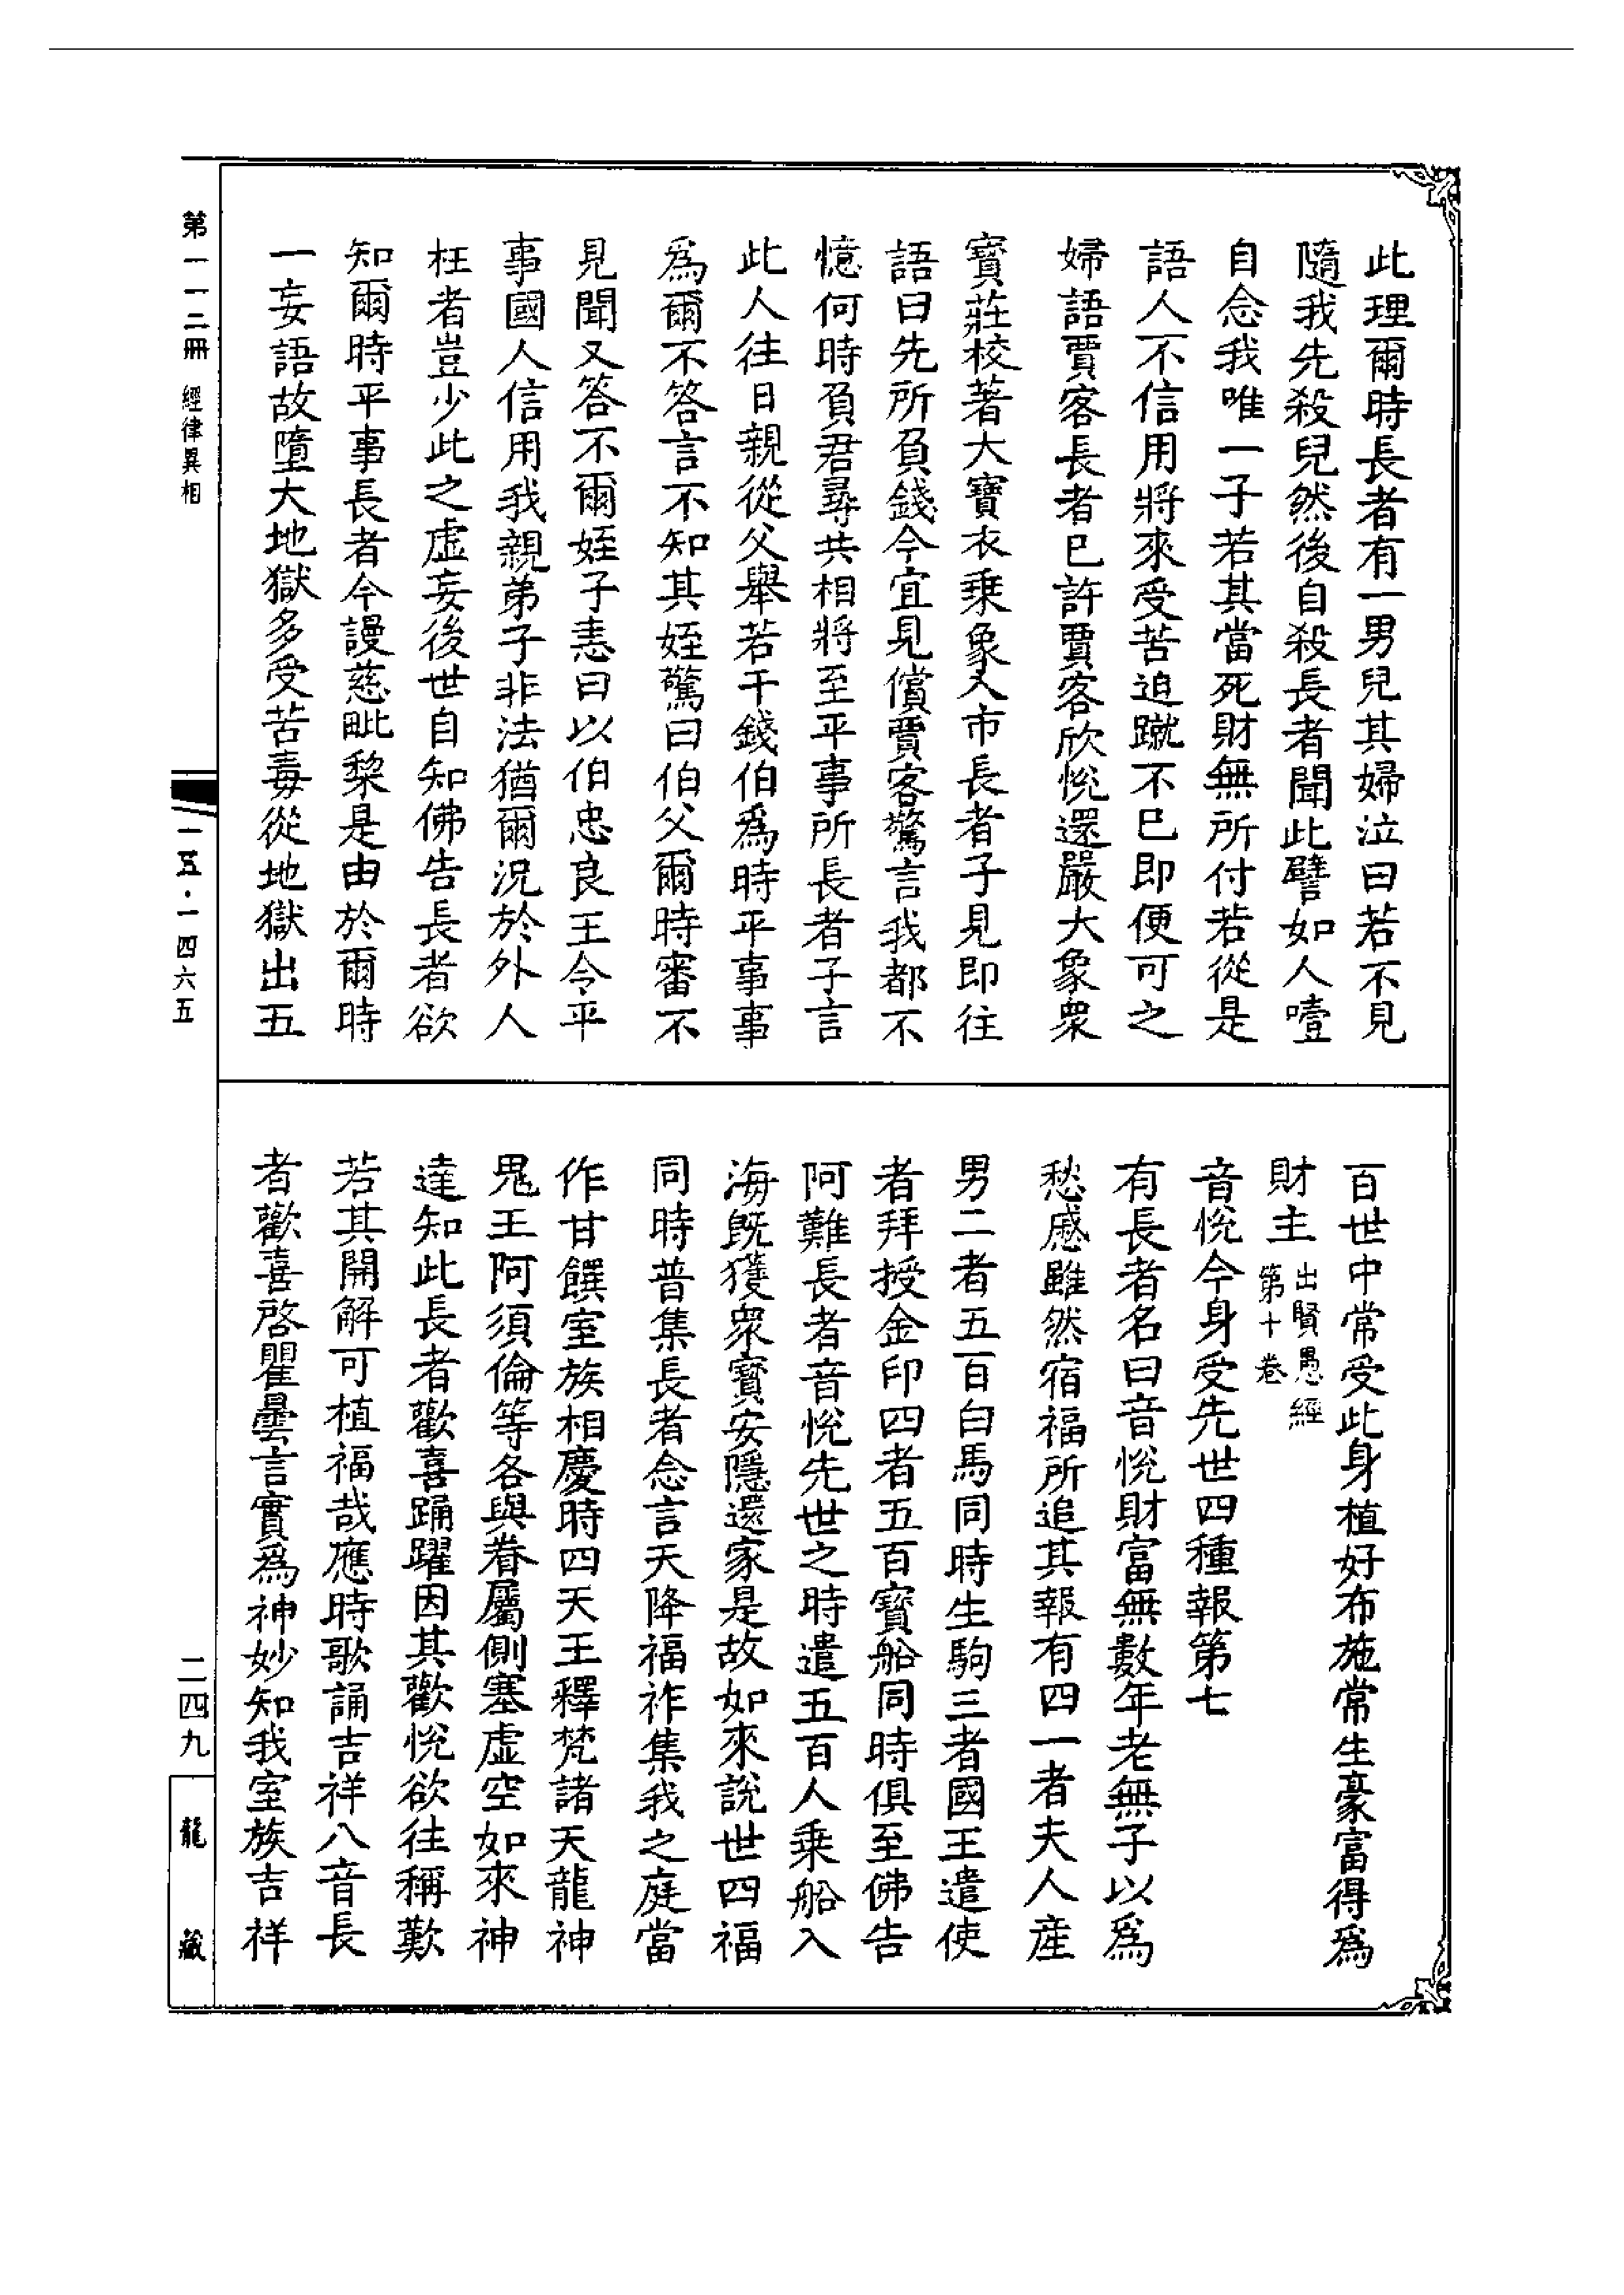 此理爾時長者有一男兒其婦泣曰若不見
隨我先殺兒然後自殺長者聞此譬如人噎
自念我唯一子若其當死財無所付若從是
語人不信用將來受苦迫蹴不已即便可之
婦語賈客長者已許賈客欣悅還嚴大象衆
寶莊校著大寶衣乘象入市長者子見即往
語曰先所負錢今宜見償賈客驚言我都不
憶何時負君尋共相將至平事所長者子言
此人往日親從父舉若干錢伯爲時平事事
爲爾不答言不知其姪驚曰伯父爾時審不
見聞又答不爾姪子恚曰以伯忠良王令平
事國人信用我親弟子非法猶爾況於外人
枉者豈少此之虛妄後世自知佛告長者欲
知爾時平事長者今謾慈毗黎是由於爾時
一妄語故墮大地獄多受苦毒從地獄出五
百世中常受此身植好布施常生豪富得爲
財主出賢愚經
第十卷
音悅今身受先世四種報第七
有長者名曰音悅財富無數年老無子以爲
愁慼雖然宿福所追其報有四一者夫人産
男二者五百白馬同時生駒三者國王遣使
者拜授金印四者五百寶船同時俱至佛告
阿難長者音悅先世之時遣五百人乘船入
海既獲衆寶安隱還家是故如來說世四福
同時普集長者念言天降福祚集我之庭當
作甘饌室族相慶時四天王釋梵諸天龍神
鬼王阿須倫等各與眷屬側塞虛空如來神
達知此長者歡喜踊躍因其歡悅欲往稱歎
若其開解可植福哉應時歌誦吉祥八音長
者歡喜啓瞿曇言實爲神妙知我室族吉祥
第一一二冊 經律異相
一五·一四六五
二四九
龍藏